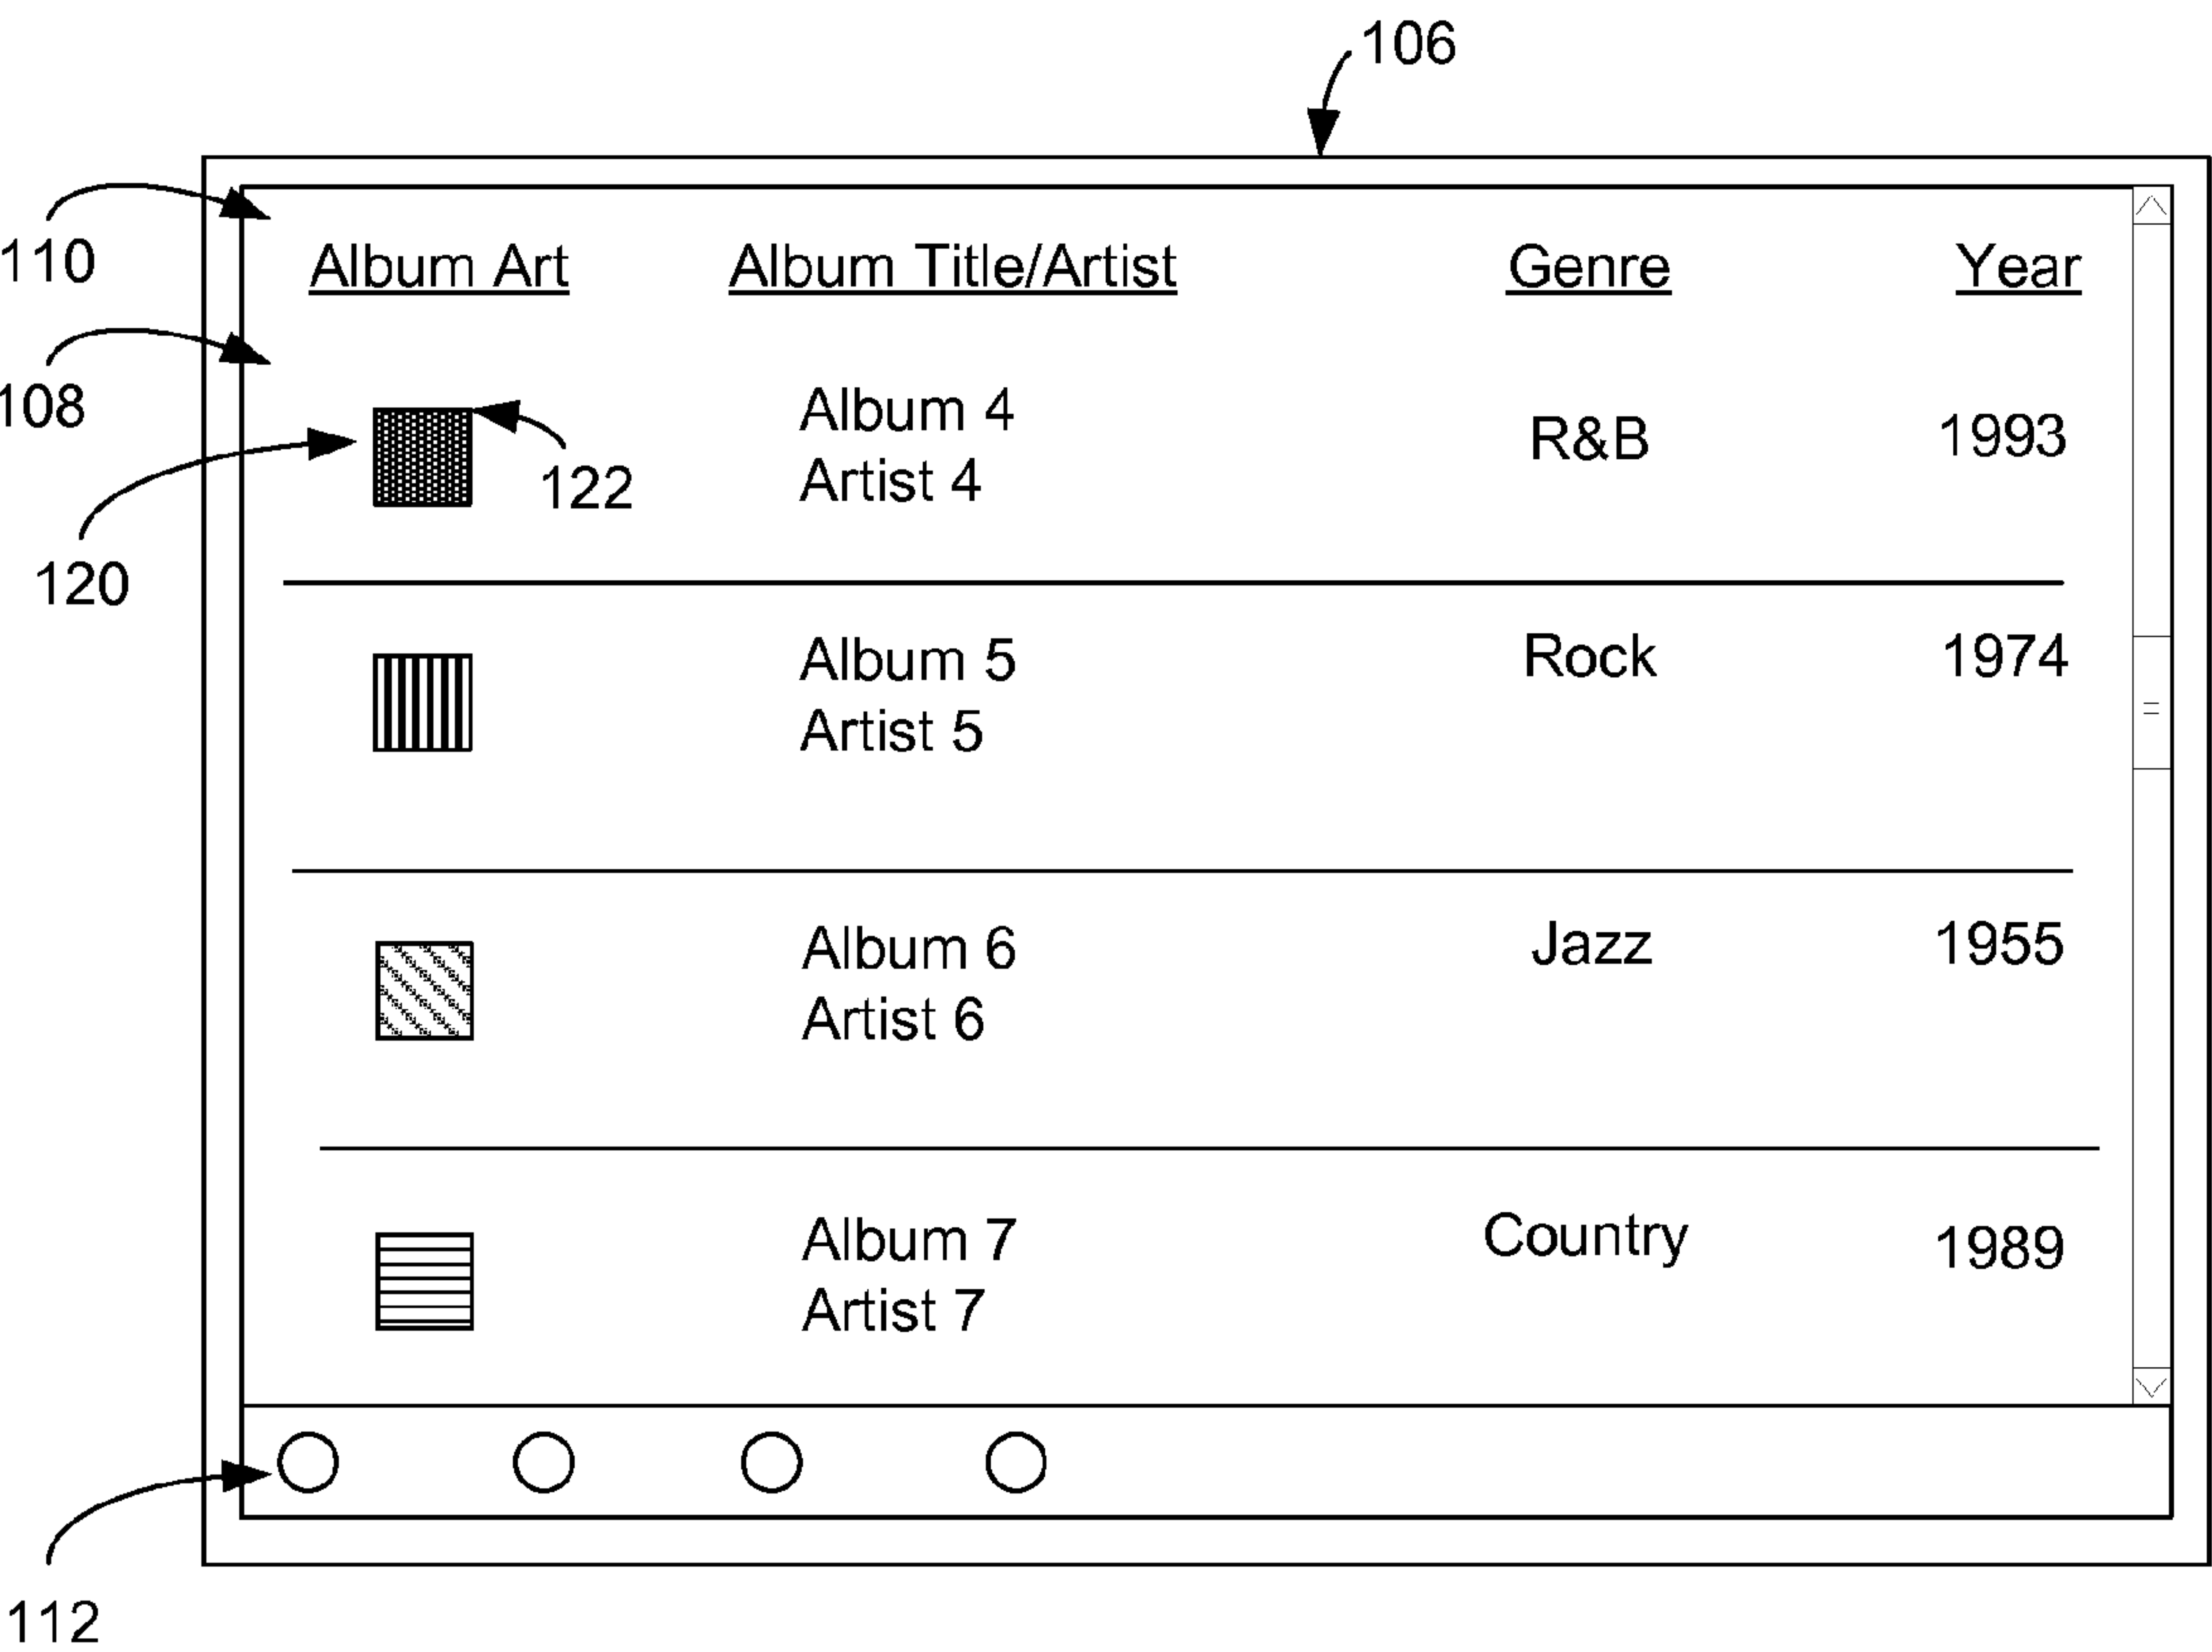 106
110
Album Art Album Title/Artist Genre Year
108
Album 4
Artist 4
R&B 1993
122
120
Album 5
Artist 5
Rock 1974
Album 6
Artist 6
Jazz 1955
Album 7
Artist 7
Country 1989
112